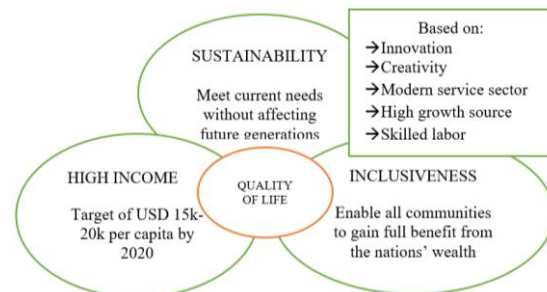 SUSTAINABILITY
Meet current needs
without affecting
future generations
Based on:
→Innovation
→Creativity
→Modern service sector
→High growth source
→Skilled labor
HIGH INCOME
Target of USD 15k-
20k per capita by
2020
QUALITY
OF LIFE
INCLUSIVENESS
Enable all communities
to gain full benefit from
the nations’ wealth